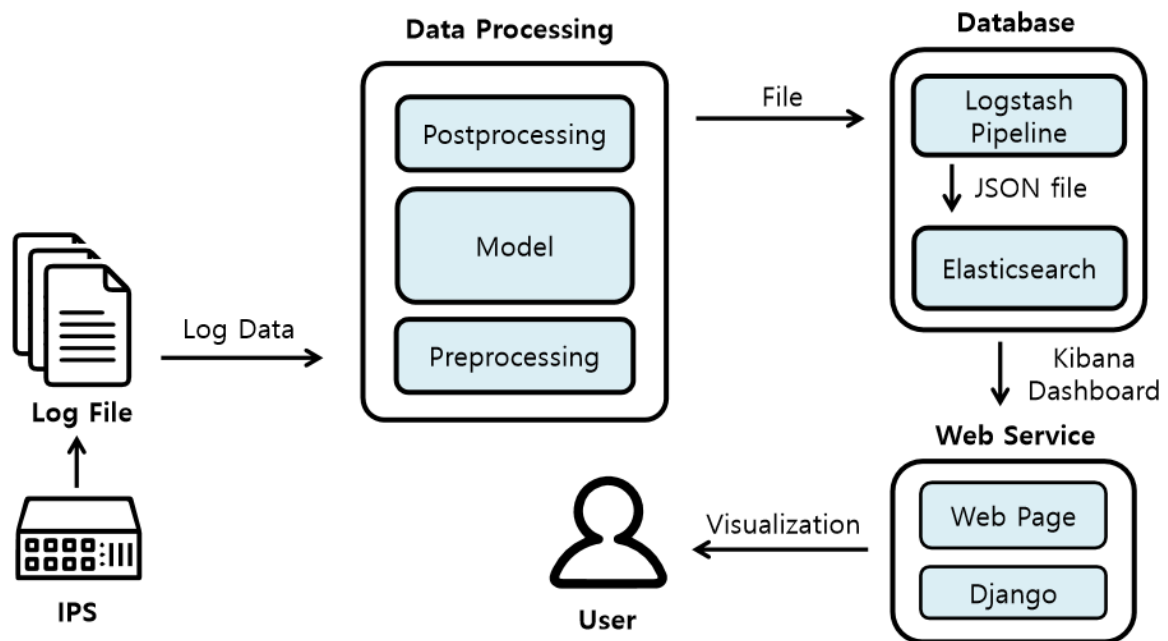 Data Processing
Postprocessing
Model
Preprocessing
File
Database
Logstash
Pipeline
JSON file
Elasticsearch
Log Data
Log File
IPS
Kibana
Dashboard
Web Service
Web Page
Django
Visualization
User